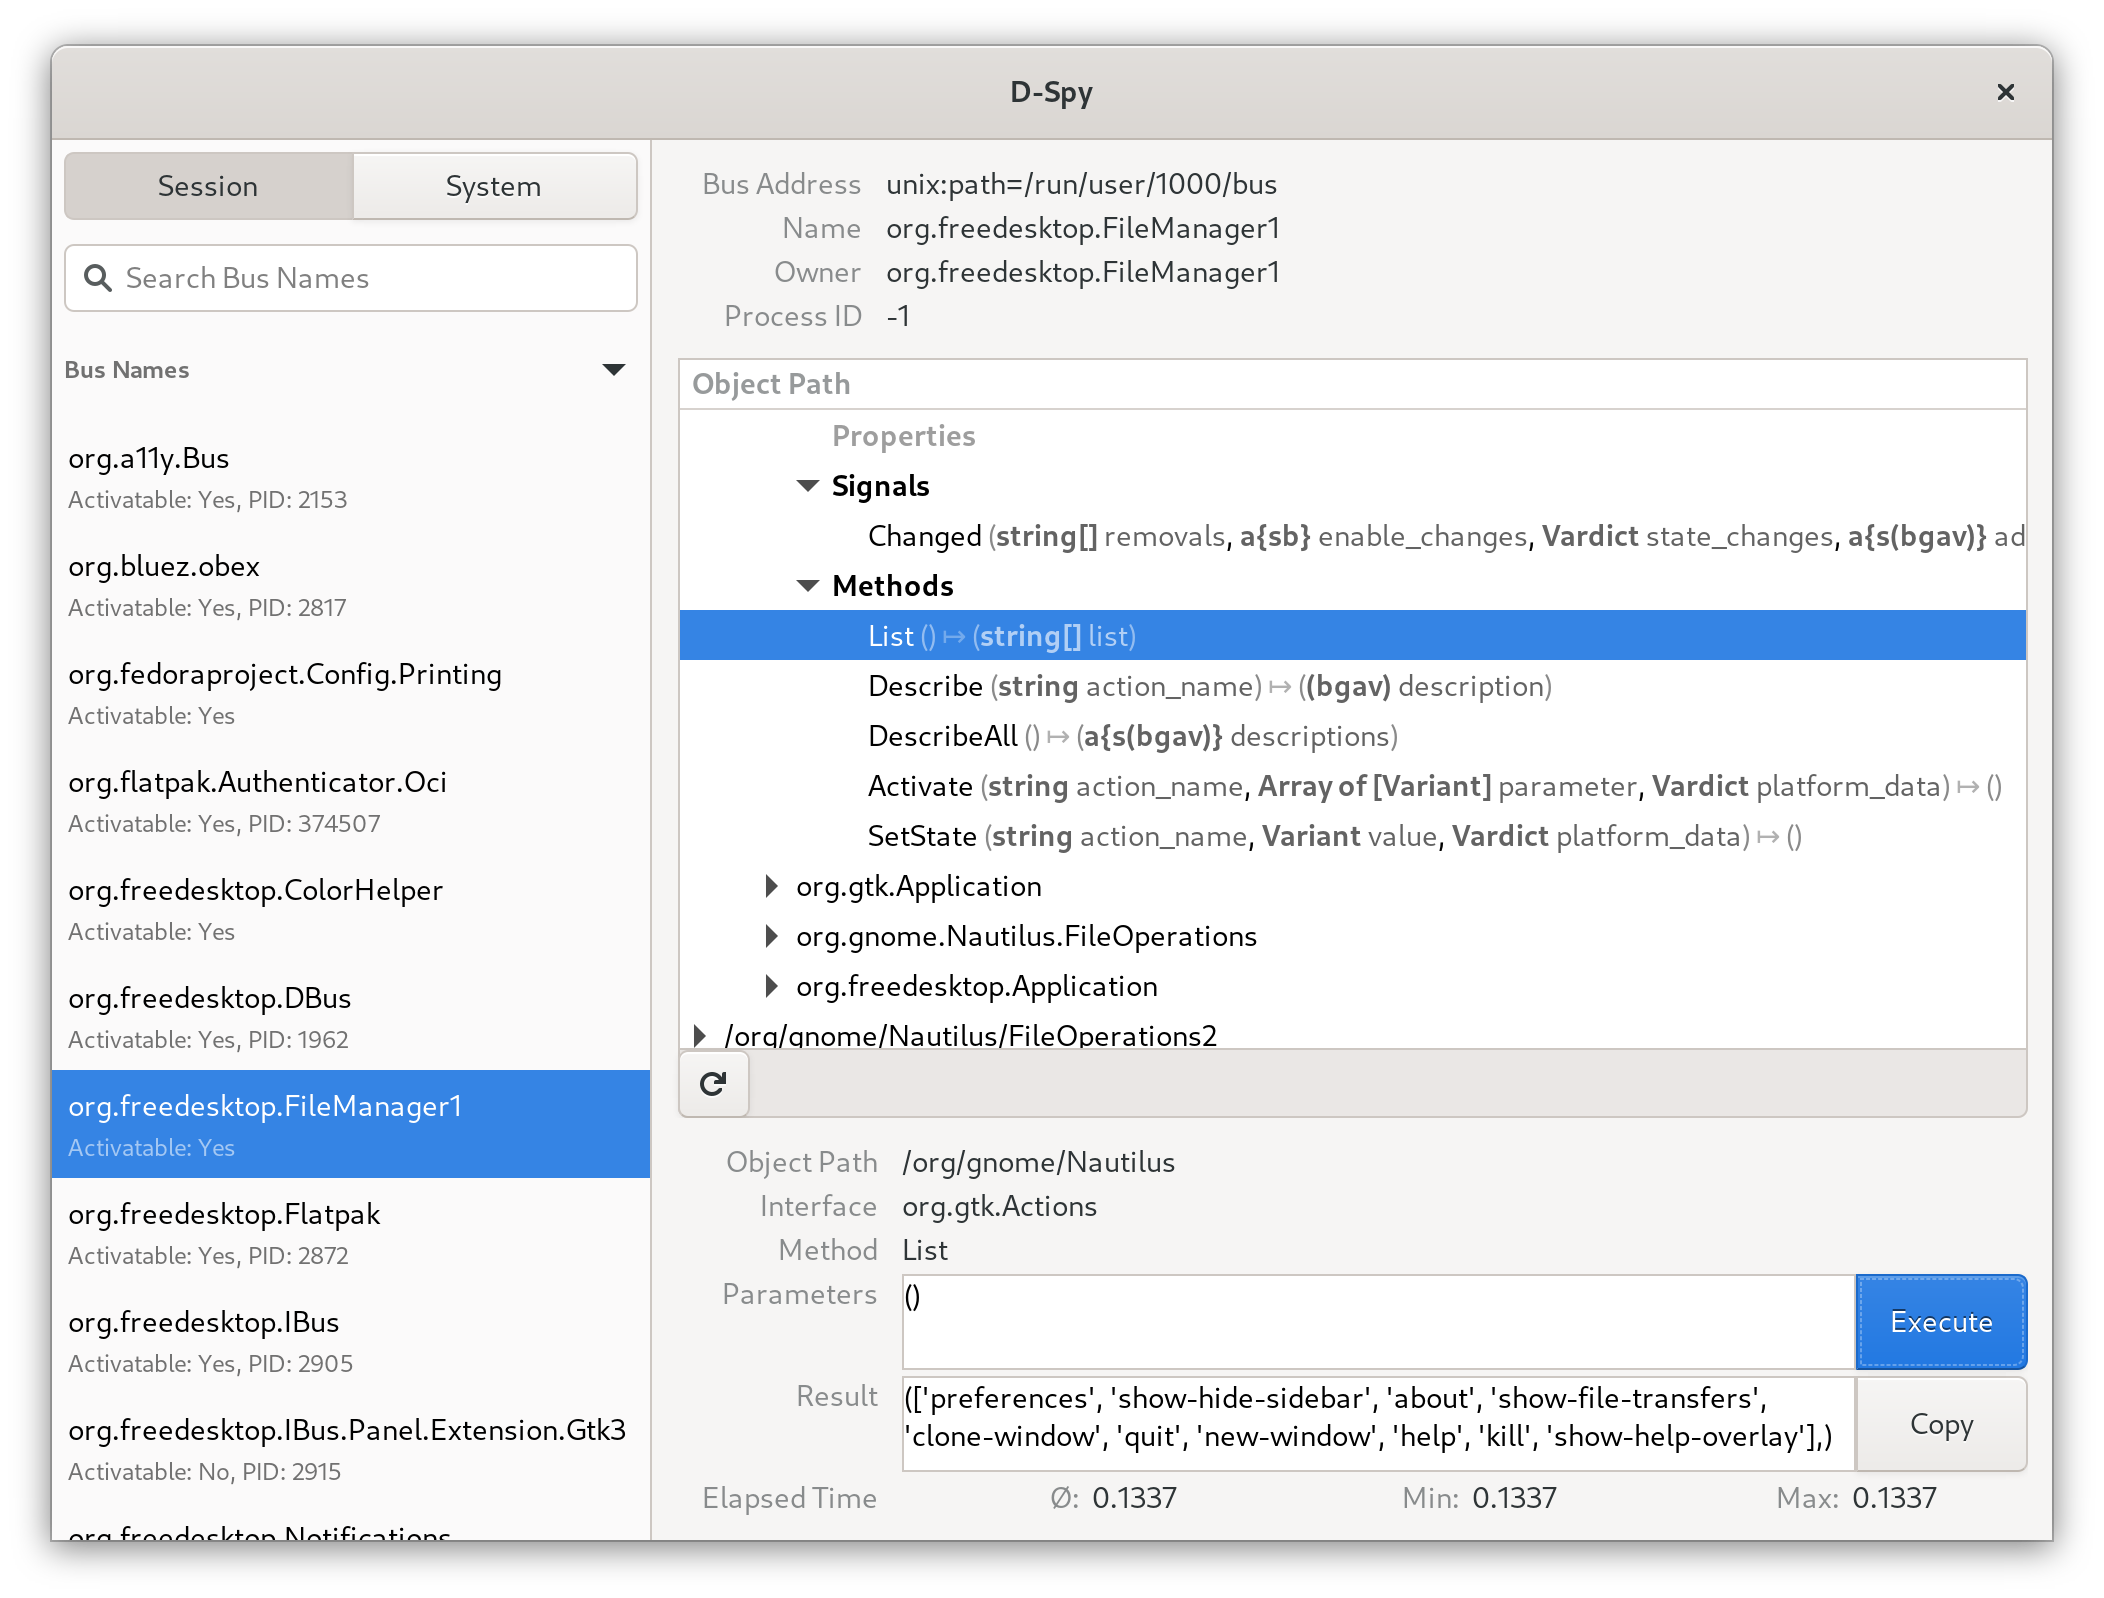 D-Spy
Session
System
Search Bus Names
Bus Names
org.a11y.Bus
Activatable: Yes, PID: 2153
org.bluez.obex
Activatable: Yes, PID: 2817
org.fedoraproject.Config.Printing
Activatable: Yes
org.flatpak.Authenticator.Oci
Activatable: Yes, PID: 374507
org.freedesktop.ColorHelper
Activatable: Yes
org.freedesktop.DBus
Activatable: Yes, PID: 1962
org.freedesktop.FileManager1
Activatable: Yes
org.freedesktop.Flatpak
Activatable: Yes, PID: 2872
org.freedesktop.IBus
Activatable: Yes, PID: 2905
org.freedesktop.IBus.Panel.Extension.Gtk3
Activatable: No, PID: 2915
org.freedesktop.Notifications
Bus Address unix:path=/run/user/1000/bus
Name org.freedesktop.FileManager1
Owner org.freedesktop.FileManager1
Process ID -1
Object Path
Properties
Signals
Changed (string[] removals, a{sb} enable_changes, Vardict state_changes, a{s(bgav)} ad
Methods
List () ↦ (string[] list)
Describe (string action_name) ↦ ((bgav) description)
DescribeAll () ↦ (a{s(bgav)} descriptions)
Activate (string action_name, Array of [Variant] parameter, Vardict platform_data) ↦ ()
SetState (string action_name, Variant value, Vardict platform_data) ↦ ()
org.gtk.Application
org.gnome.Nautilus.FileOperations
org.freedesktop.Application
/org/gnome/Nautilus/FileOperations2
Object Path /org/gnome/Nautilus
Interface org.gtk.Actions
Method List
Parameters ()
Execute
Result (['preferences', 'show-hide-sidebar', 'about', 'show-file-transfers',
'clone-window', 'quit', 'new-window', 'help', 'kill', 'show-help-overlay'],)
Copy
Elapsed Time Ø: 0.1337 Min: 0.1337 Max: 0.1337